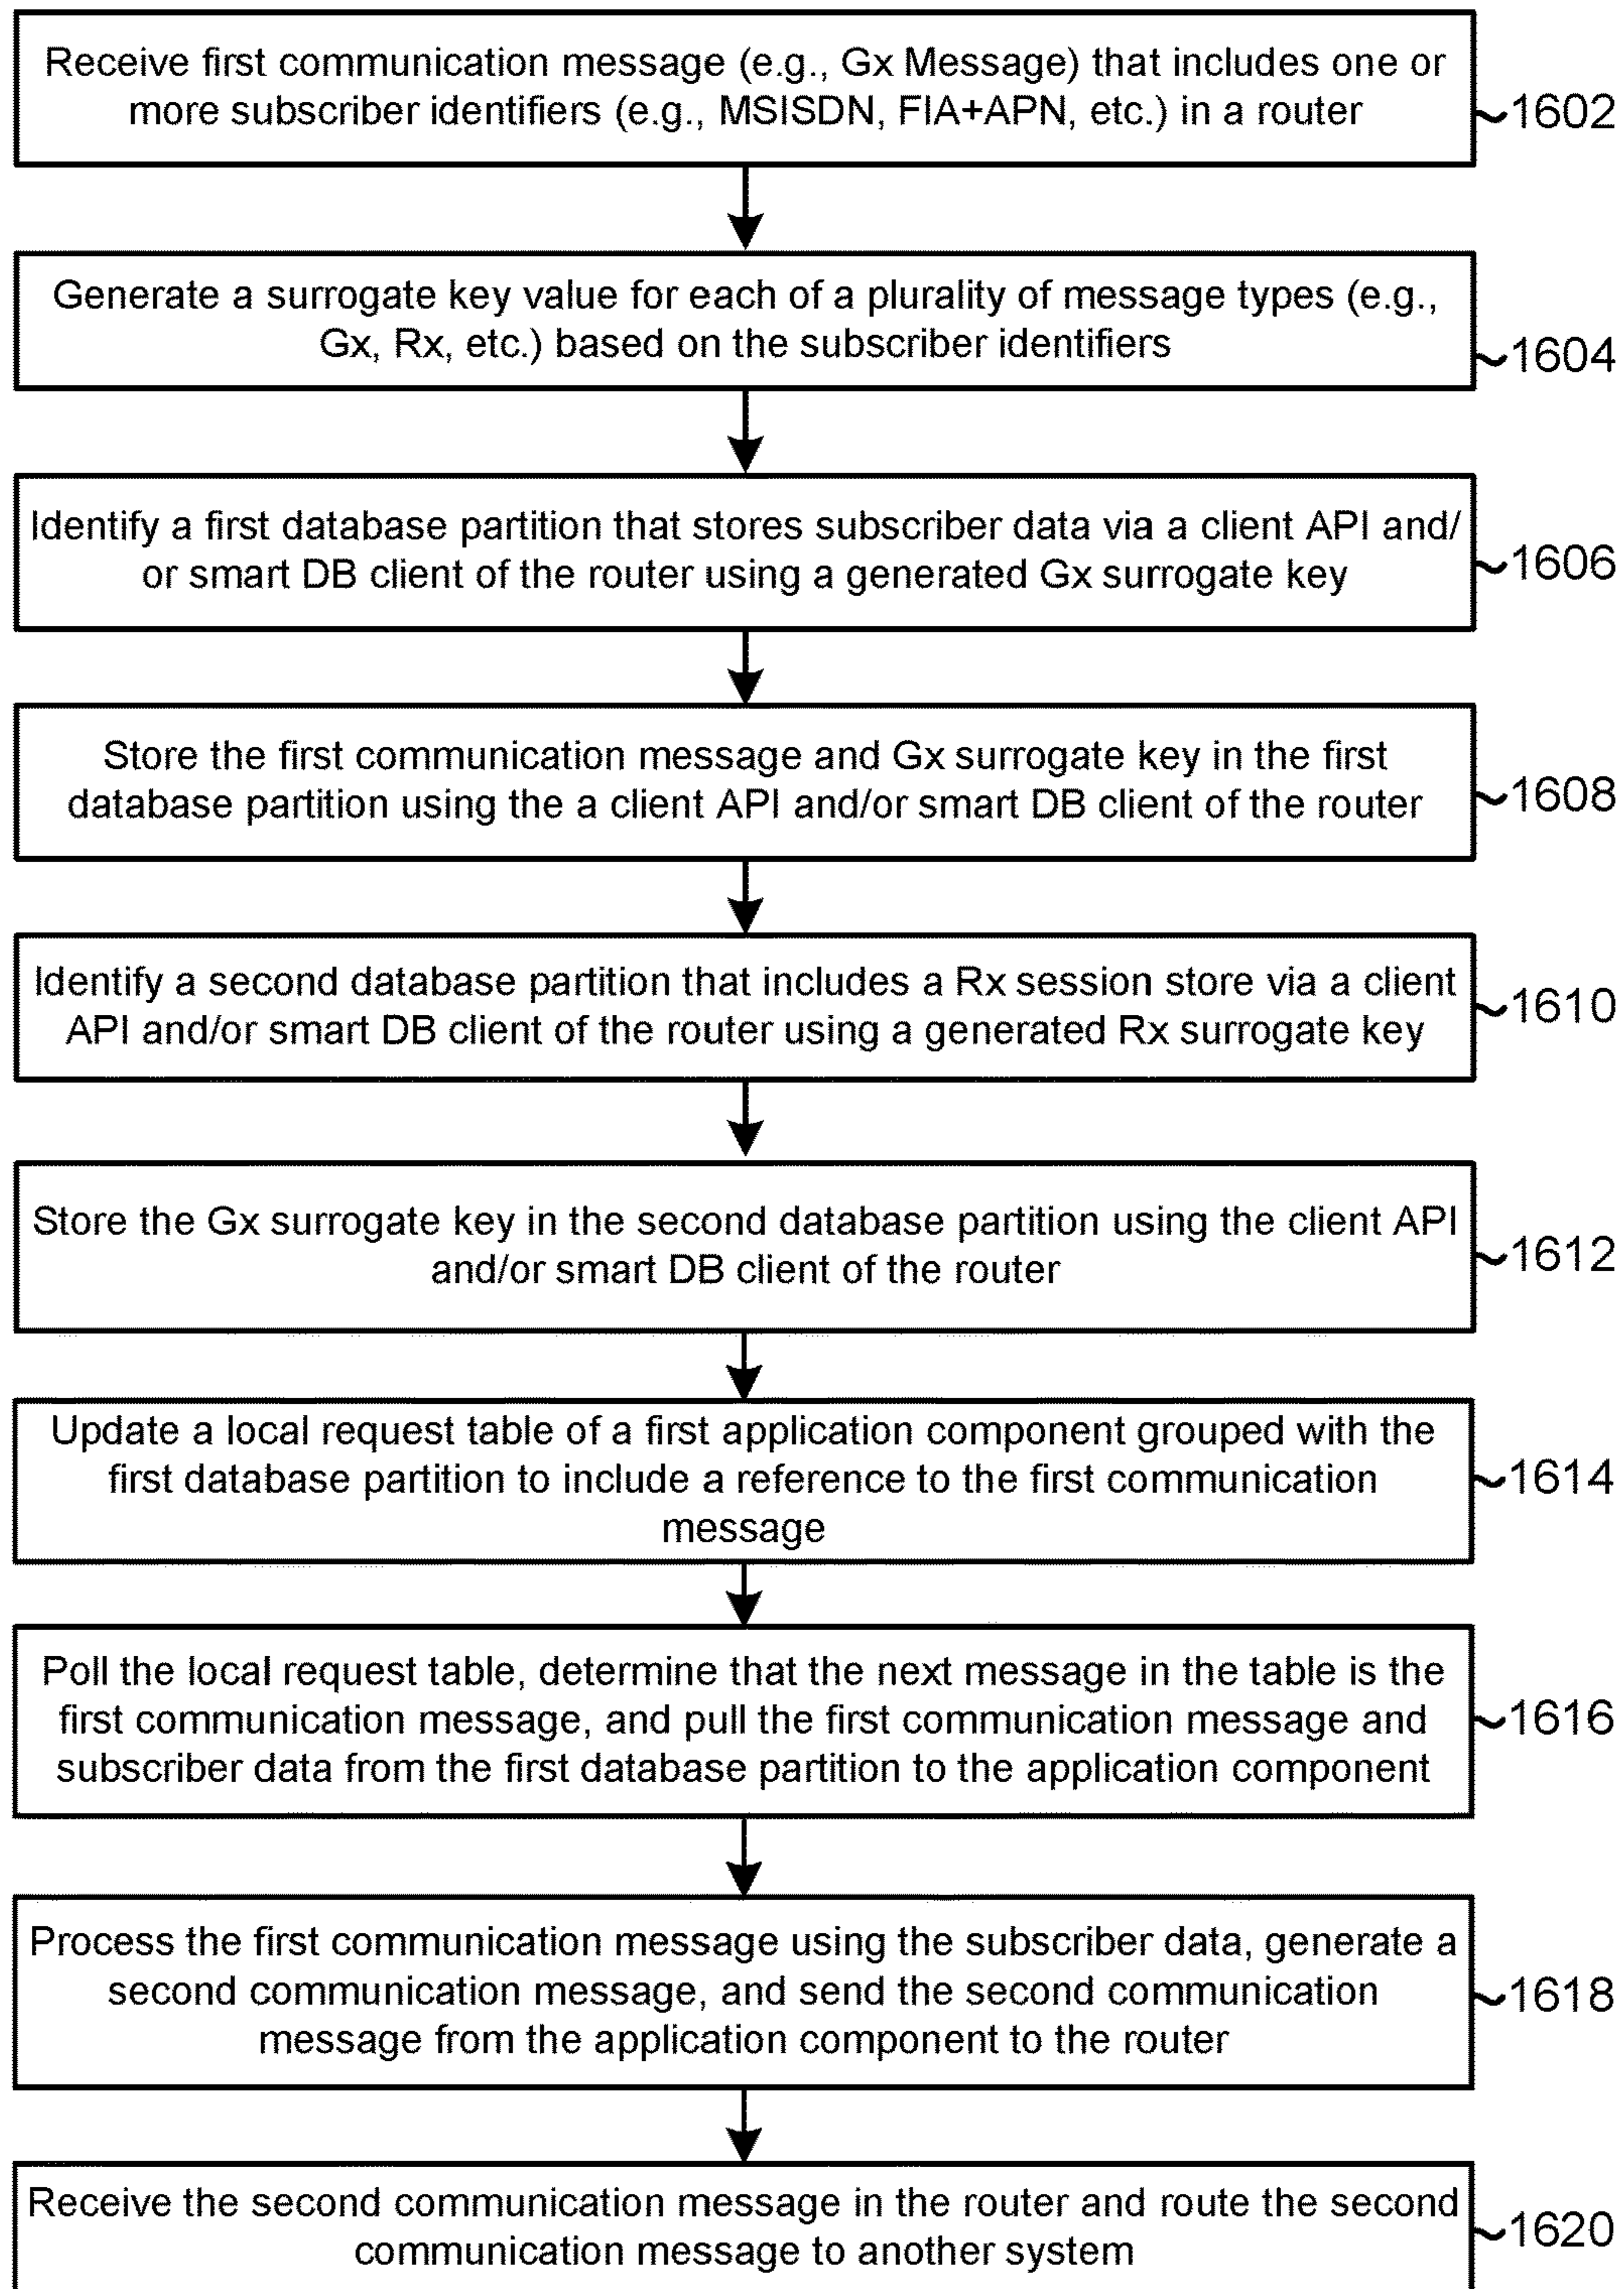 Receive first communication message (e.g., Gx Message) that includes one or
more subscriber identifiers (e.g., MSISDN, FIA+APN, etc.) in a router
1602
Generate a surrogate key value for each of a plurality of message types (e.g.,
Gx, Rx, etc.) based on the subscriber identifiers
1604
Identify a first database partition that stores subscriber data via a client API and/
or smart DB client of the router using a generated Gx surrogate key
1606
Store the first communication message and Gx surrogate key in the first
database partition using the a client API and/or smart DB client of the router
1608
Identify a second database partition that includes a Rx session store via a client
API and/or smart DB client of the router using a generated Rx surrogate key
1610
Store the Gx surrogate key in the second database partition using the client API
and/or smart DB client of the router
1612
Update a local request table of a first application component grouped with the
first database partition to include a reference to the first communication
message
1614
Poll the local request table, determine that the next message in the table is the
first communication message, and pull the first communication message and
subscriber data from the first database partition to the application component
1616
Process the first communication message using the subscriber data, generate a
second communication message, and send the second communication
message from the application component to the router
1618
Receive the second communication message in the router and route the second
communication message to another system
1620